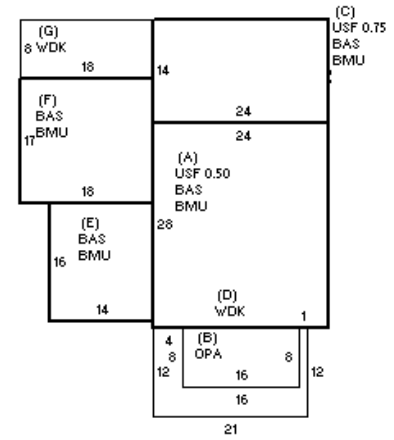 (C)
USF 0.75
BAS
BMU
(G)
8 WDK
18
14
24
(F)
BAS
BMU
17
18
24
(A)
USF 0.50
BAS
BMU
28
(E)
BAS
BMU
16
14
(D)
WDK
1
4
(B)
OPA
8
8
12
12
16
16
21